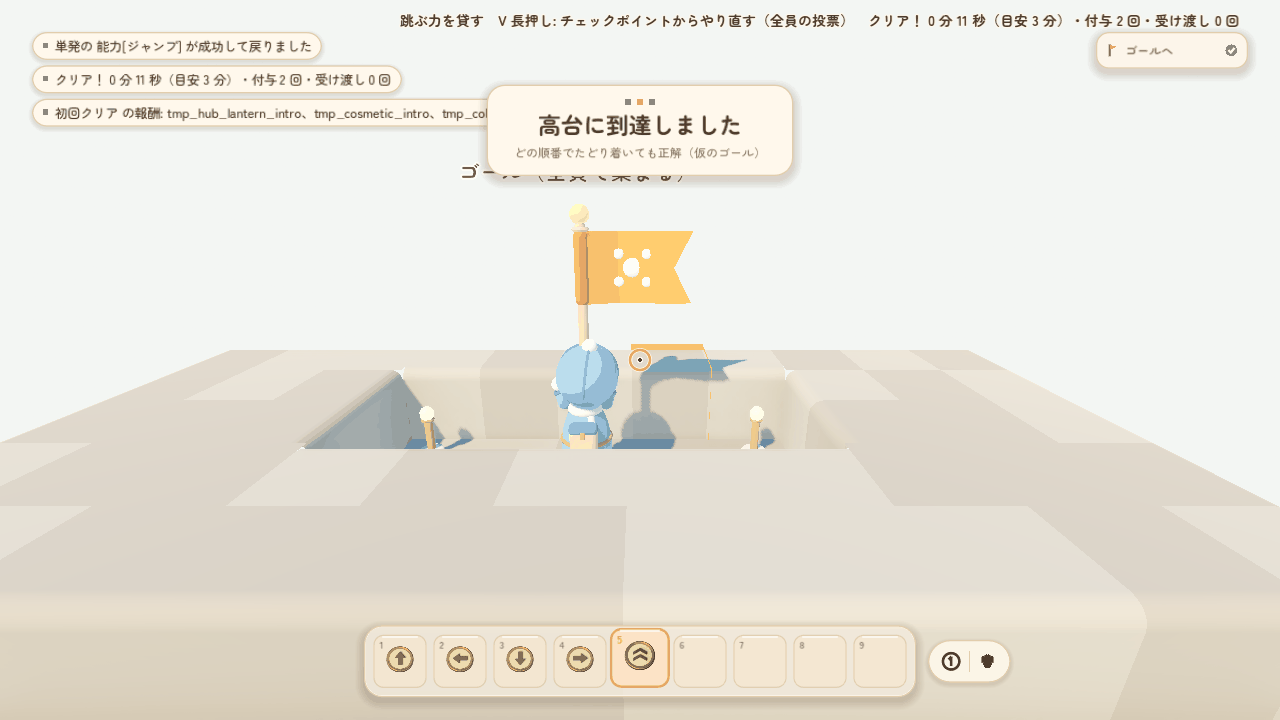 跳ぶ力を貸す　V 長押し: チェックポイントからやり直す（全員の投票）　クリア！ 0 分 11 秒（目安 3 分）・付与 2 回・受け渡し 0 回
単発の 能力[ジャンプ] が成功して戻りました
クリア！ 0 分 11 秒（目安 3 分）・付与 2 回・受け渡し 0 回
初回クリア の報酬: tmp_hub_lantern_intro、tmp_cosmetic_intro、
ゴールへ
高台に到達しました
どの順番でたどり着いても正解（仮のゴール）
1 2 3 4 5 6 7 8 9
1